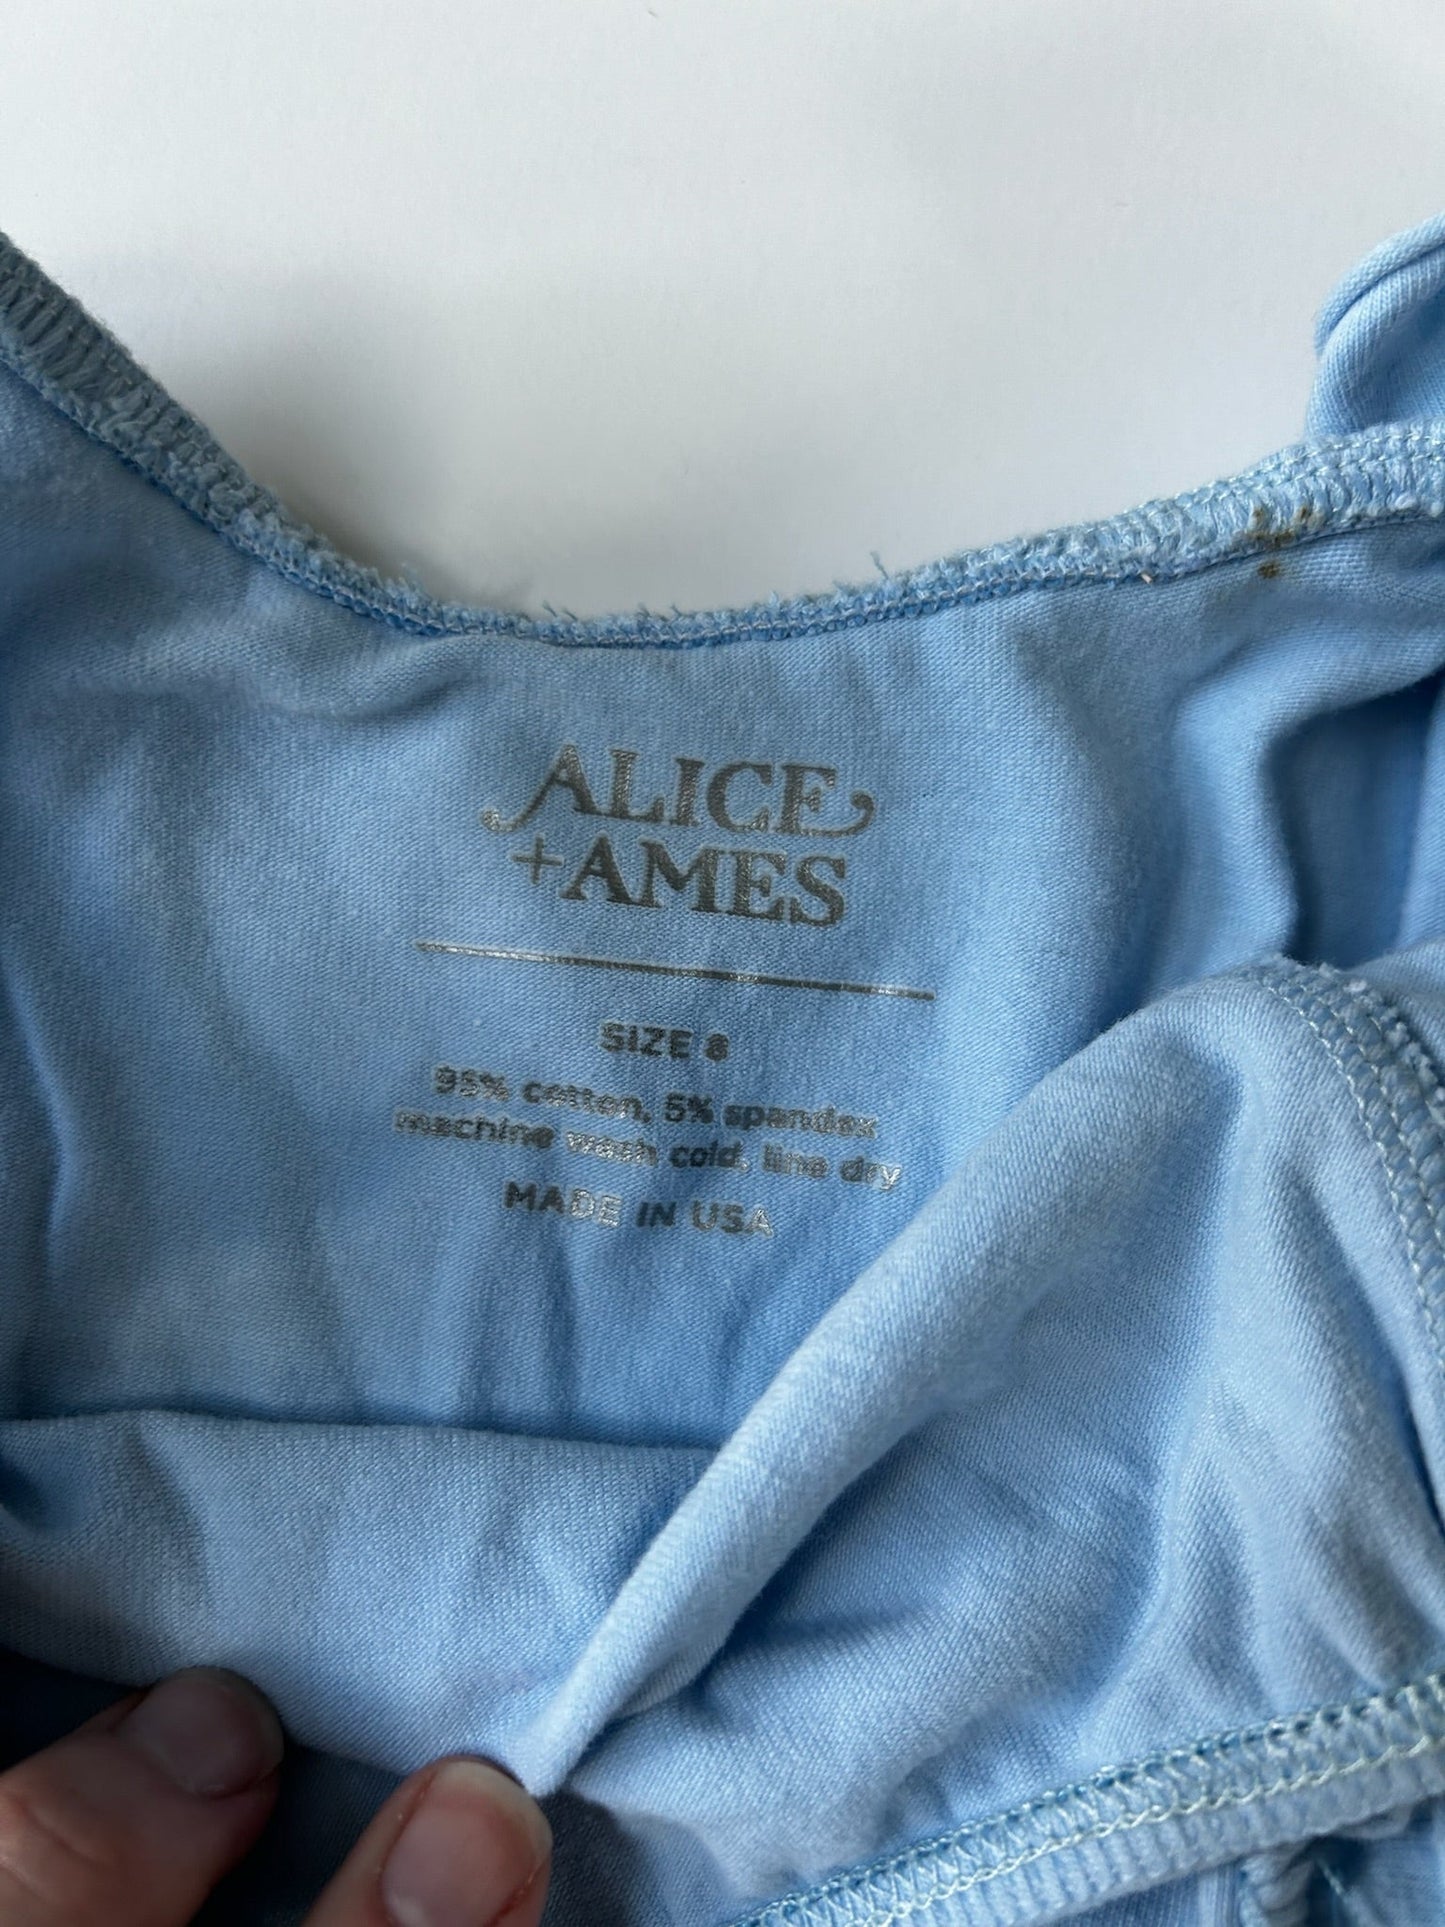 ALICE
+AMES
SIZE 8
95% cotton, 5% spandex
machine wash cold, line dry
MADE IN USA